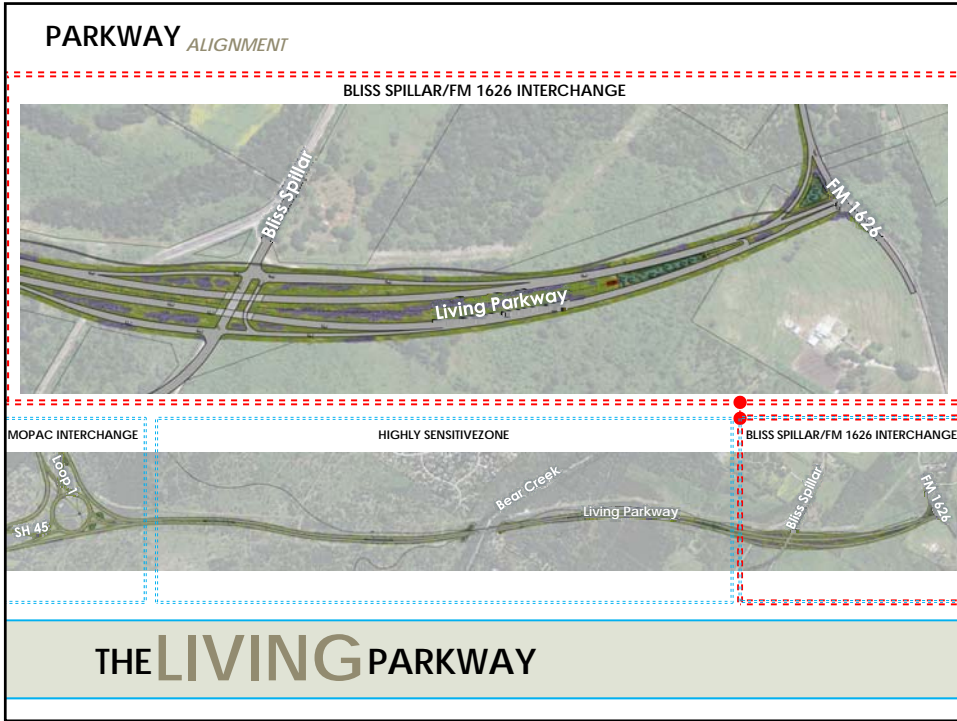 PARKWAY ALIGNMENT
BLISS SPILLAR/FM 1626 INTERCHANGE
Bliss Spillar
FM 1626
Living Parkway
MOPAC INTERCHANGE
HIGHLY SENSITIVEZONE
BLISS SPILLAR/FM 1626 INTERCHANGE
Loop 1
SH 45
Bear Creek
Living Parkway
Bliss Spillar
FM 1626
THE LIVING PARKWAY